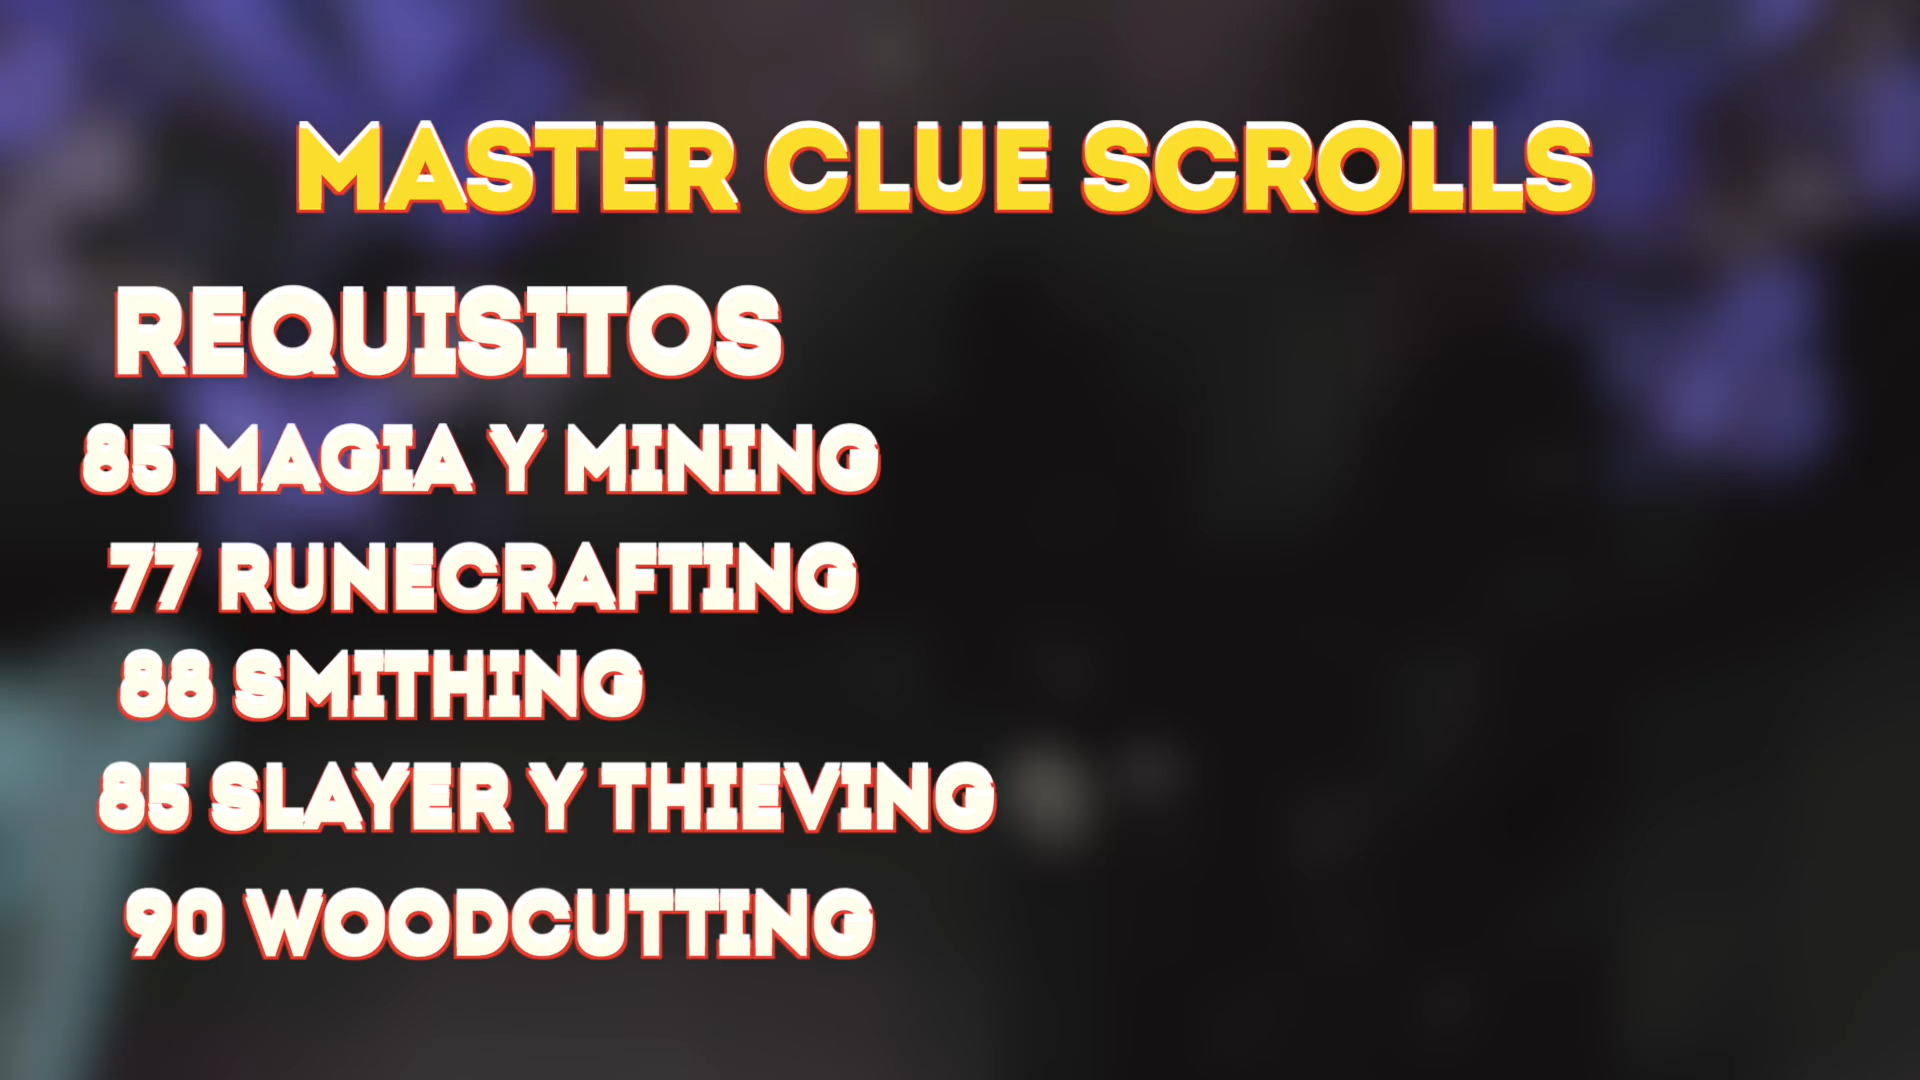 MASTER CLUE SCROLLS
REQUISITOS
85 MAGIA Y MINING
77 RUNECRAFTING
88 SMITHING
85 SLAYER Y THIEVING
90 WOODCUTTING